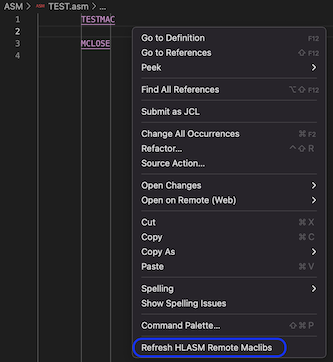 ASM > ASM TEST.asm > ...
1 TESTMAC
2
3 MCLOSE
4
Go to Definition F12
Go to References ⇧ F12
Peek >
Find All References ⌥ ⇧ F12
Submit as JCL
Change All Occurrences ⌘ F2
Refactor... ⌃ ⇧ R
Source Action...
Open Changes >
Open on Remote (Web) >
Cut ⌘ X
Copy ⌘ C
Copy As >
Paste ⌘ V
Spelling >
Show Spelling Issues
Command Palette... ⇧ ⌘ P
Refresh HLASM Remote Maclibs